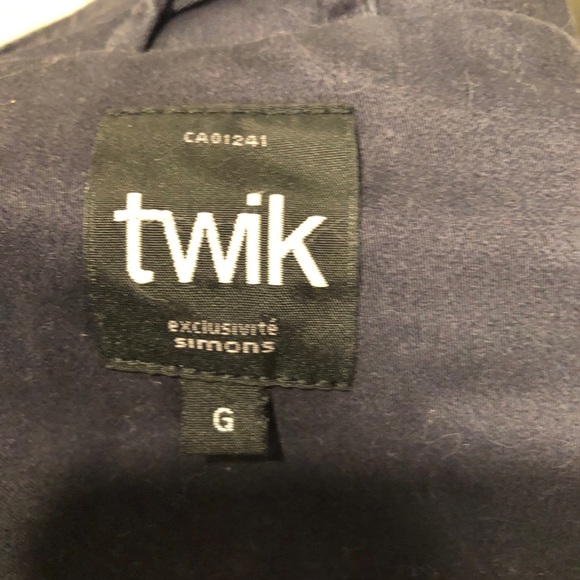 CA01241
twik
exclusivité
simons
G